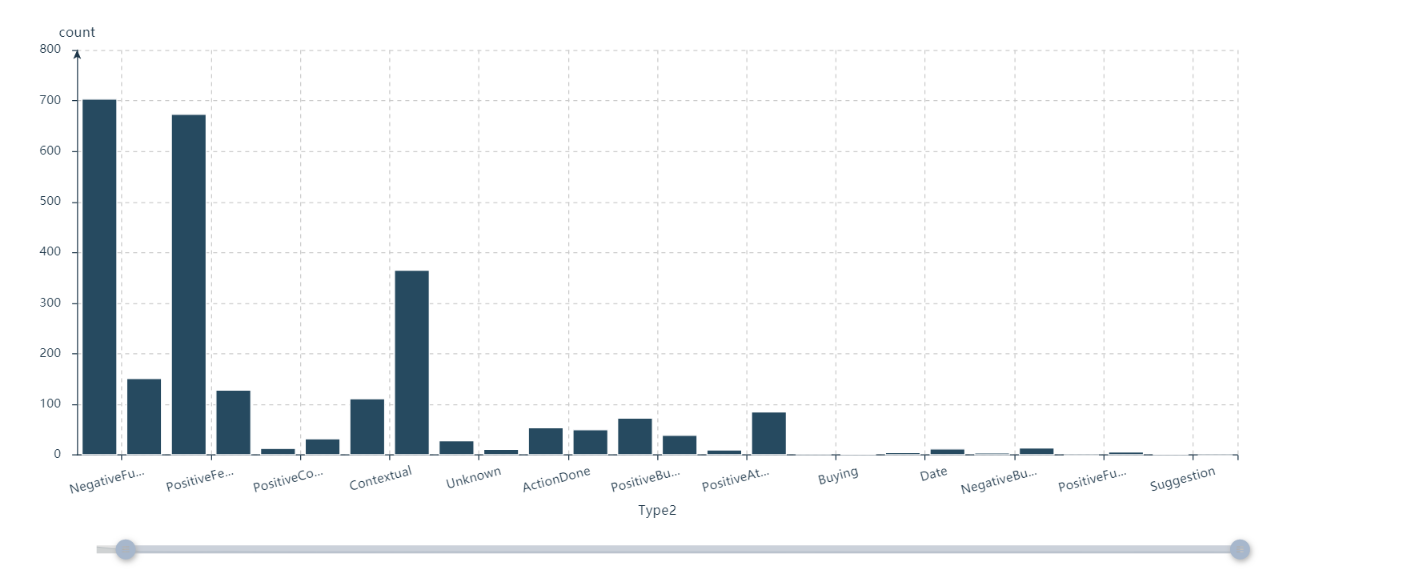 count
800
700
600
500
400
300
200
100
0
NegativeFu...
PositiveFe...
PositiveCo...
Contextual
Unknown
ActionDone
PositiveBu...
PositiveAt...
Buying
Date
NegativeBu...
PositiveFu...
Suggestion
Type2